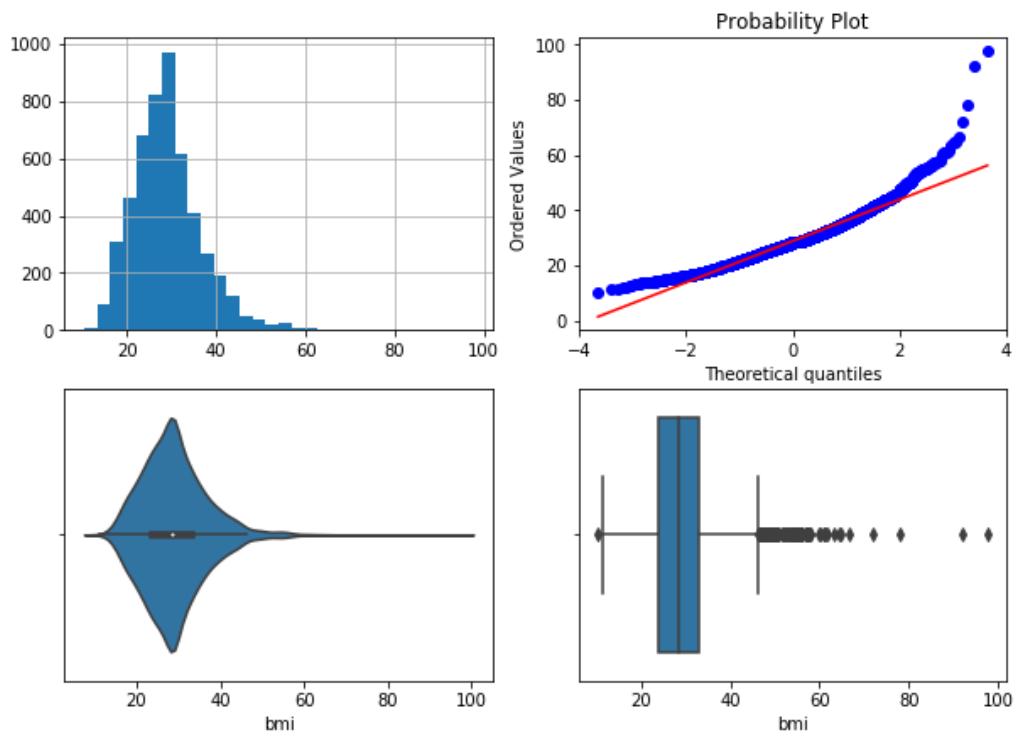 1000
800
600
400
200
0
20 40 60 80 100
Probability Plot
Ordered Values
100
80
60
40
20
0
−4 −2 0 2 4
Theoretical quantiles
20 40 60 80 100
bmi
20 40 60 80 100
bmi